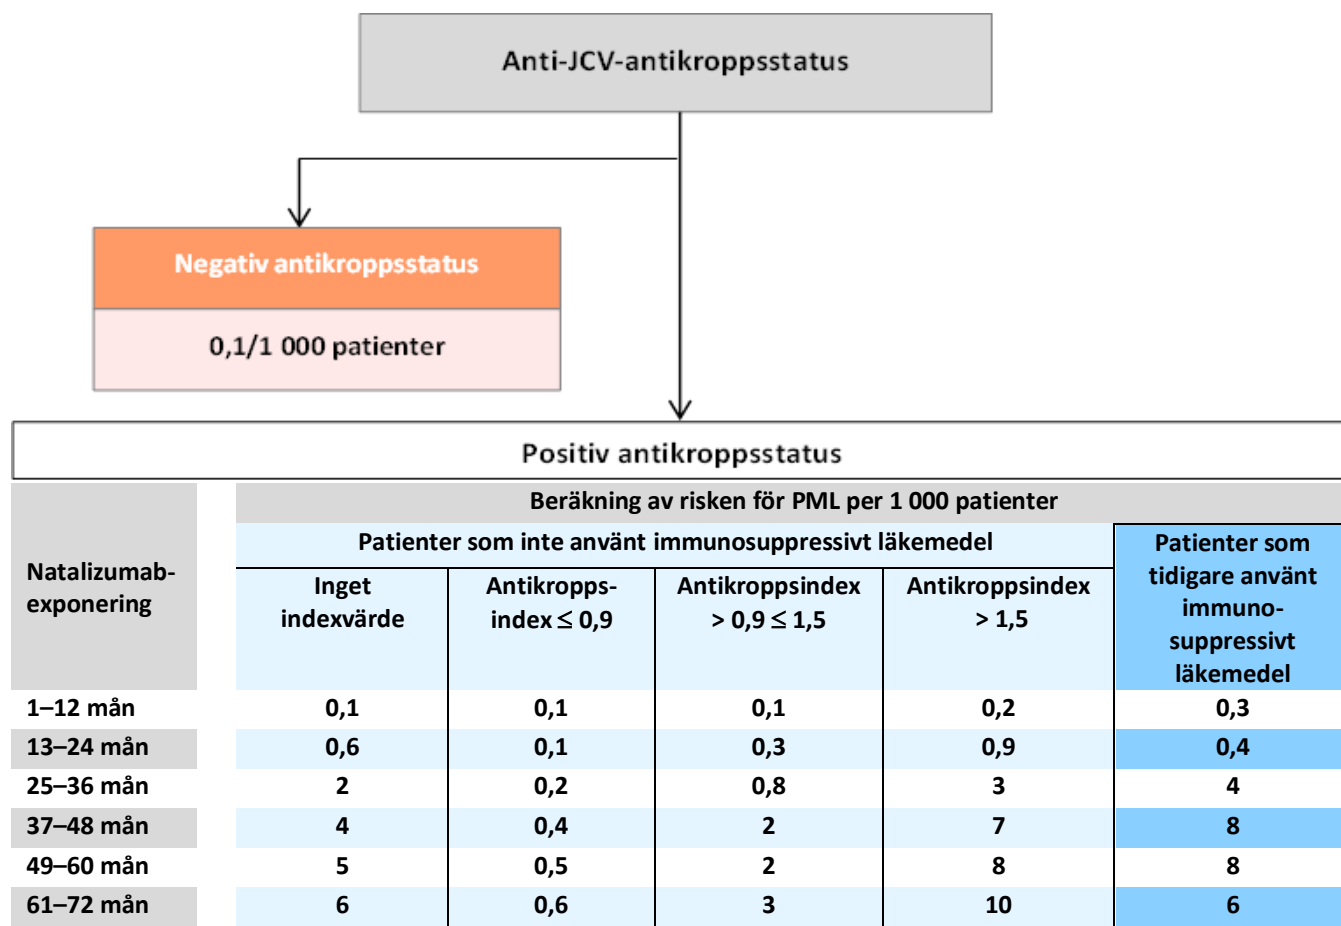 Anti-JCV-antikroppsstatus
Negativ antikroppsstatus
0,1/1 000 patienter
Positiv antikroppsstatus
Natalizumab-
exponering
Beräkning av risken för PML per 1 000 patienter
Patienter som inte använt immunosuppressivt läkemedel
Patienter som
tidigare använt
immuno-
suppressivt
läkemedel
Inget
indexvärde
Antikropps-
index ≤ 0,9
Antikroppsindex
> 0,9 ≤ 1,5
Antikroppsindex
> 1,5
1–12 mån 0,1 0,1 0,1 0,2 0,3
13–24 mån 0,6 0,1 0,3 0,9 0,4
25–36 mån 2 0,2 0,8 3 4
37–48 mån 4 0,4 2 7 8
49–60 mån 5 0,5 2 8 8
61–72 mån 6 0,6 3 10 6